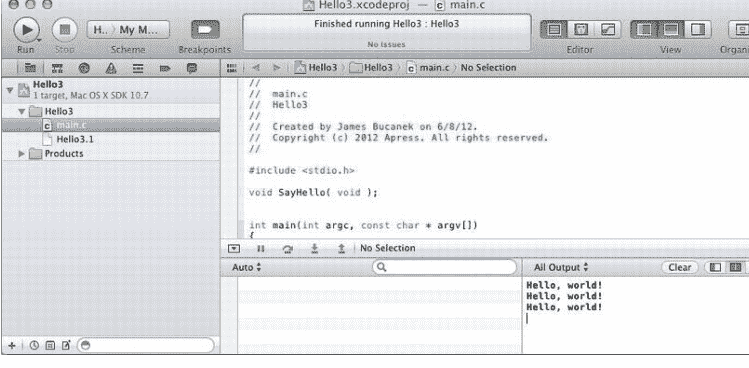 Hello3.xcodeproj — main.c
Run Stop H.. My M... Scheme Breakpoints
Finished running Hello3 : Hello3
No Issues
Editor View Organ
Hello3 Hello3 main.c No Selection
Hello3
1 target, Mac OS X SDK 10.7
Hello3
main.c
Hello3.1
Products
//
//  main.c
//  Hello3
//
//  Created by James Bucanek on 6/8/12.
//  Copyright (c) 2012 Apress. All rights reserved.
//
#include <stdio.h>
void SayHello( void );
int main(int argc, const char * argv[])
{
No Selection
Auto
All Output Clear
Hello, world!
Hello, world!
Hello, world!